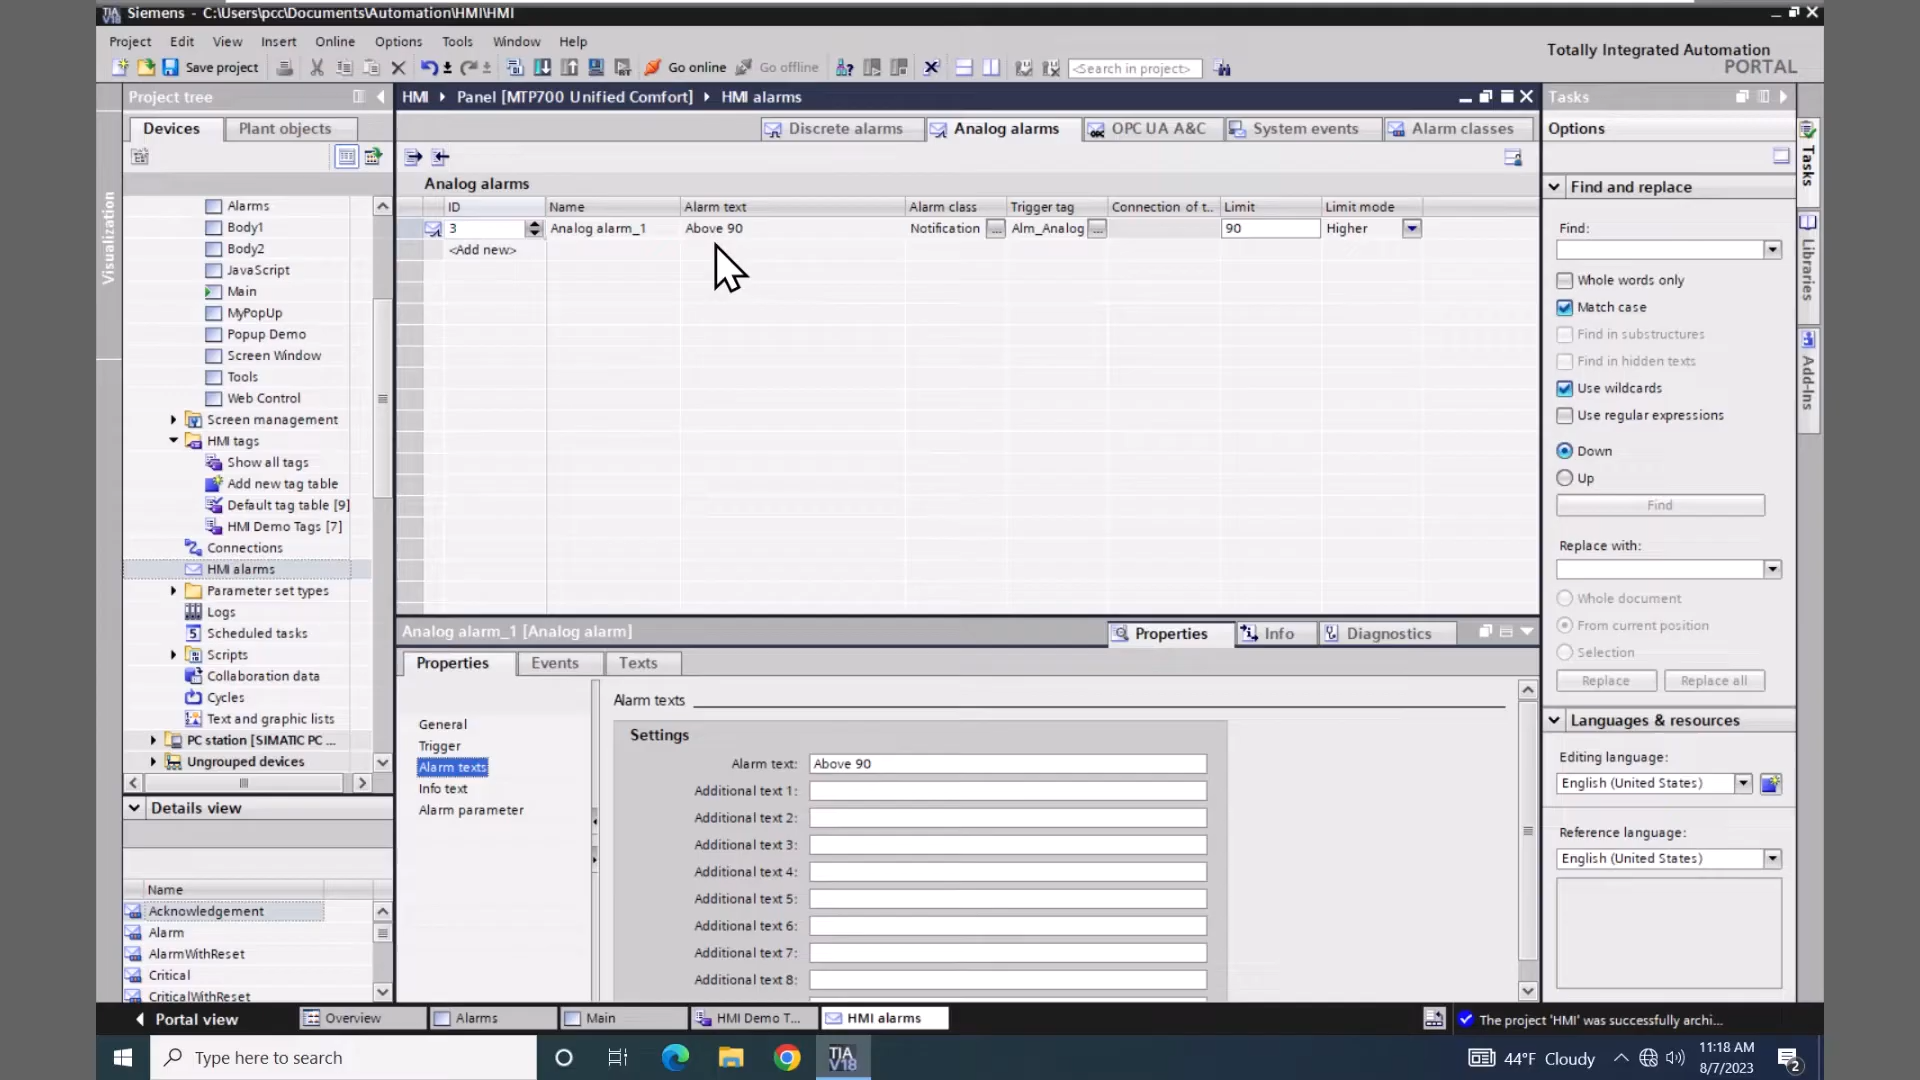 Siemens - C:\Users\pcc\Documents\Automation\HMI\HMI
Project Edit View Insert Online Options Tools Window Help
Totally Integrated Automation
PORTAL
Save project Go online Go offline <Search in project>
Project tree
HMI Panel [MTP700 Unified Comfort] HMI alarms
Tasks
Devices Plant objects
Discrete alarms Analog alarms OPC UA A&C System events Alarm classes
Options
Visualization
Analog alarms
ID Name Alarm text Alarm class Trigger tag Connection of t.. Limit Limit mode
3 Analog alarm_1 Above 90 Notification ... Alm_Analog ... 90 Higher
<Add new>
Alarms
Body1
Body2
JavaScript
Main
MyPopUp
Popup Demo
Screen Window
Tools
Web Control
Screen management
HMI tags
Show all tags
Add new tag table
Default tag table [9]
HMI Demo Tags [7]
Connections
HMI alarms
Parameter set types
Logs
Scheduled tasks
Scripts
Collaboration data
Cycles
Text and graphic lists
PC station [SIMATIC PC ...
Ungrouped devices
Details view
Name
Acknowledgement
Alarm
AlarmWithReset
Critical
CriticalWithReset
Analog alarm_1 [Analog alarm]
Properties Info Diagnostics
Properties Events Texts
General
Trigger
Alarm texts
Info text
Alarm parameter
Alarm texts
Settings
Alarm text: Above 90
Additional text 1:
Additional text 2:
Additional text 3:
Additional text 4:
Additional text 5:
Additional text 6:
Additional text 7:
Additional text 8:
Find and replace
Find:
Whole words only
Match case
Find in substructures
Find in hidden texts
Use wildcards
Use regular expressions
Down
Up
Find
Replace with:
Whole document
From current position
Selection
Replace Replace all
Languages & resources
Editing language:
English (United States)
Reference language:
English (United States)
Tasks
Libraries
Add-Ins
Portal view Overview Alarms Main HMI Demo T... HMI alarms
The project 'HMI' was successfully archi...
Type here to search
TIA
V18
44°F Cloudy
11:18 AM
8/7/2023
2